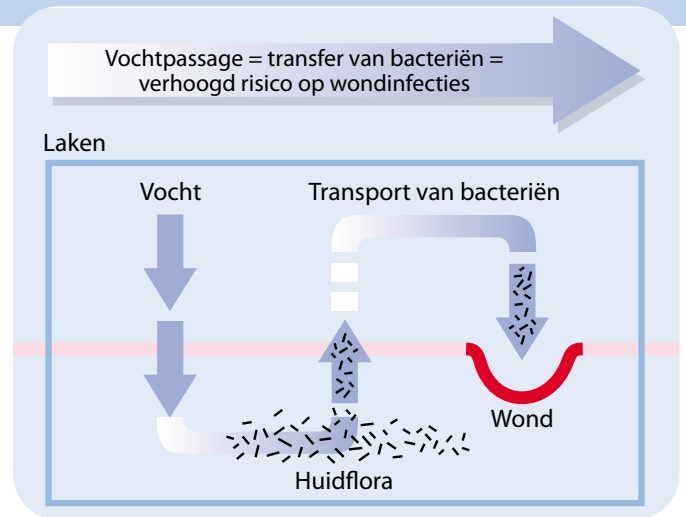 Vochtpassage = transfer van bacteriën =
verhoogd risico op wondinfecties
Laken
Vocht
Transport van bacteriën
Wond
Huidflora